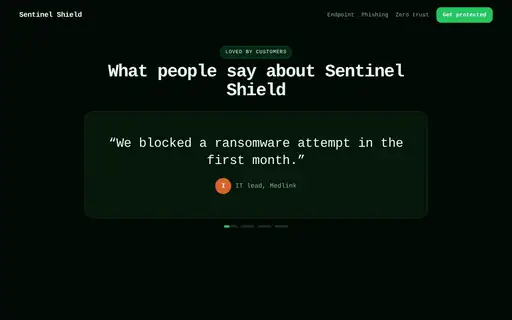 Sentinel Shield
Endpoint Phishing Zero trust Get protected
LOVED BY CUSTOMERS
What people say about Sentinel
Shield
“We blocked a ransomware attempt in the
first month.”
I IT lead, Medlink